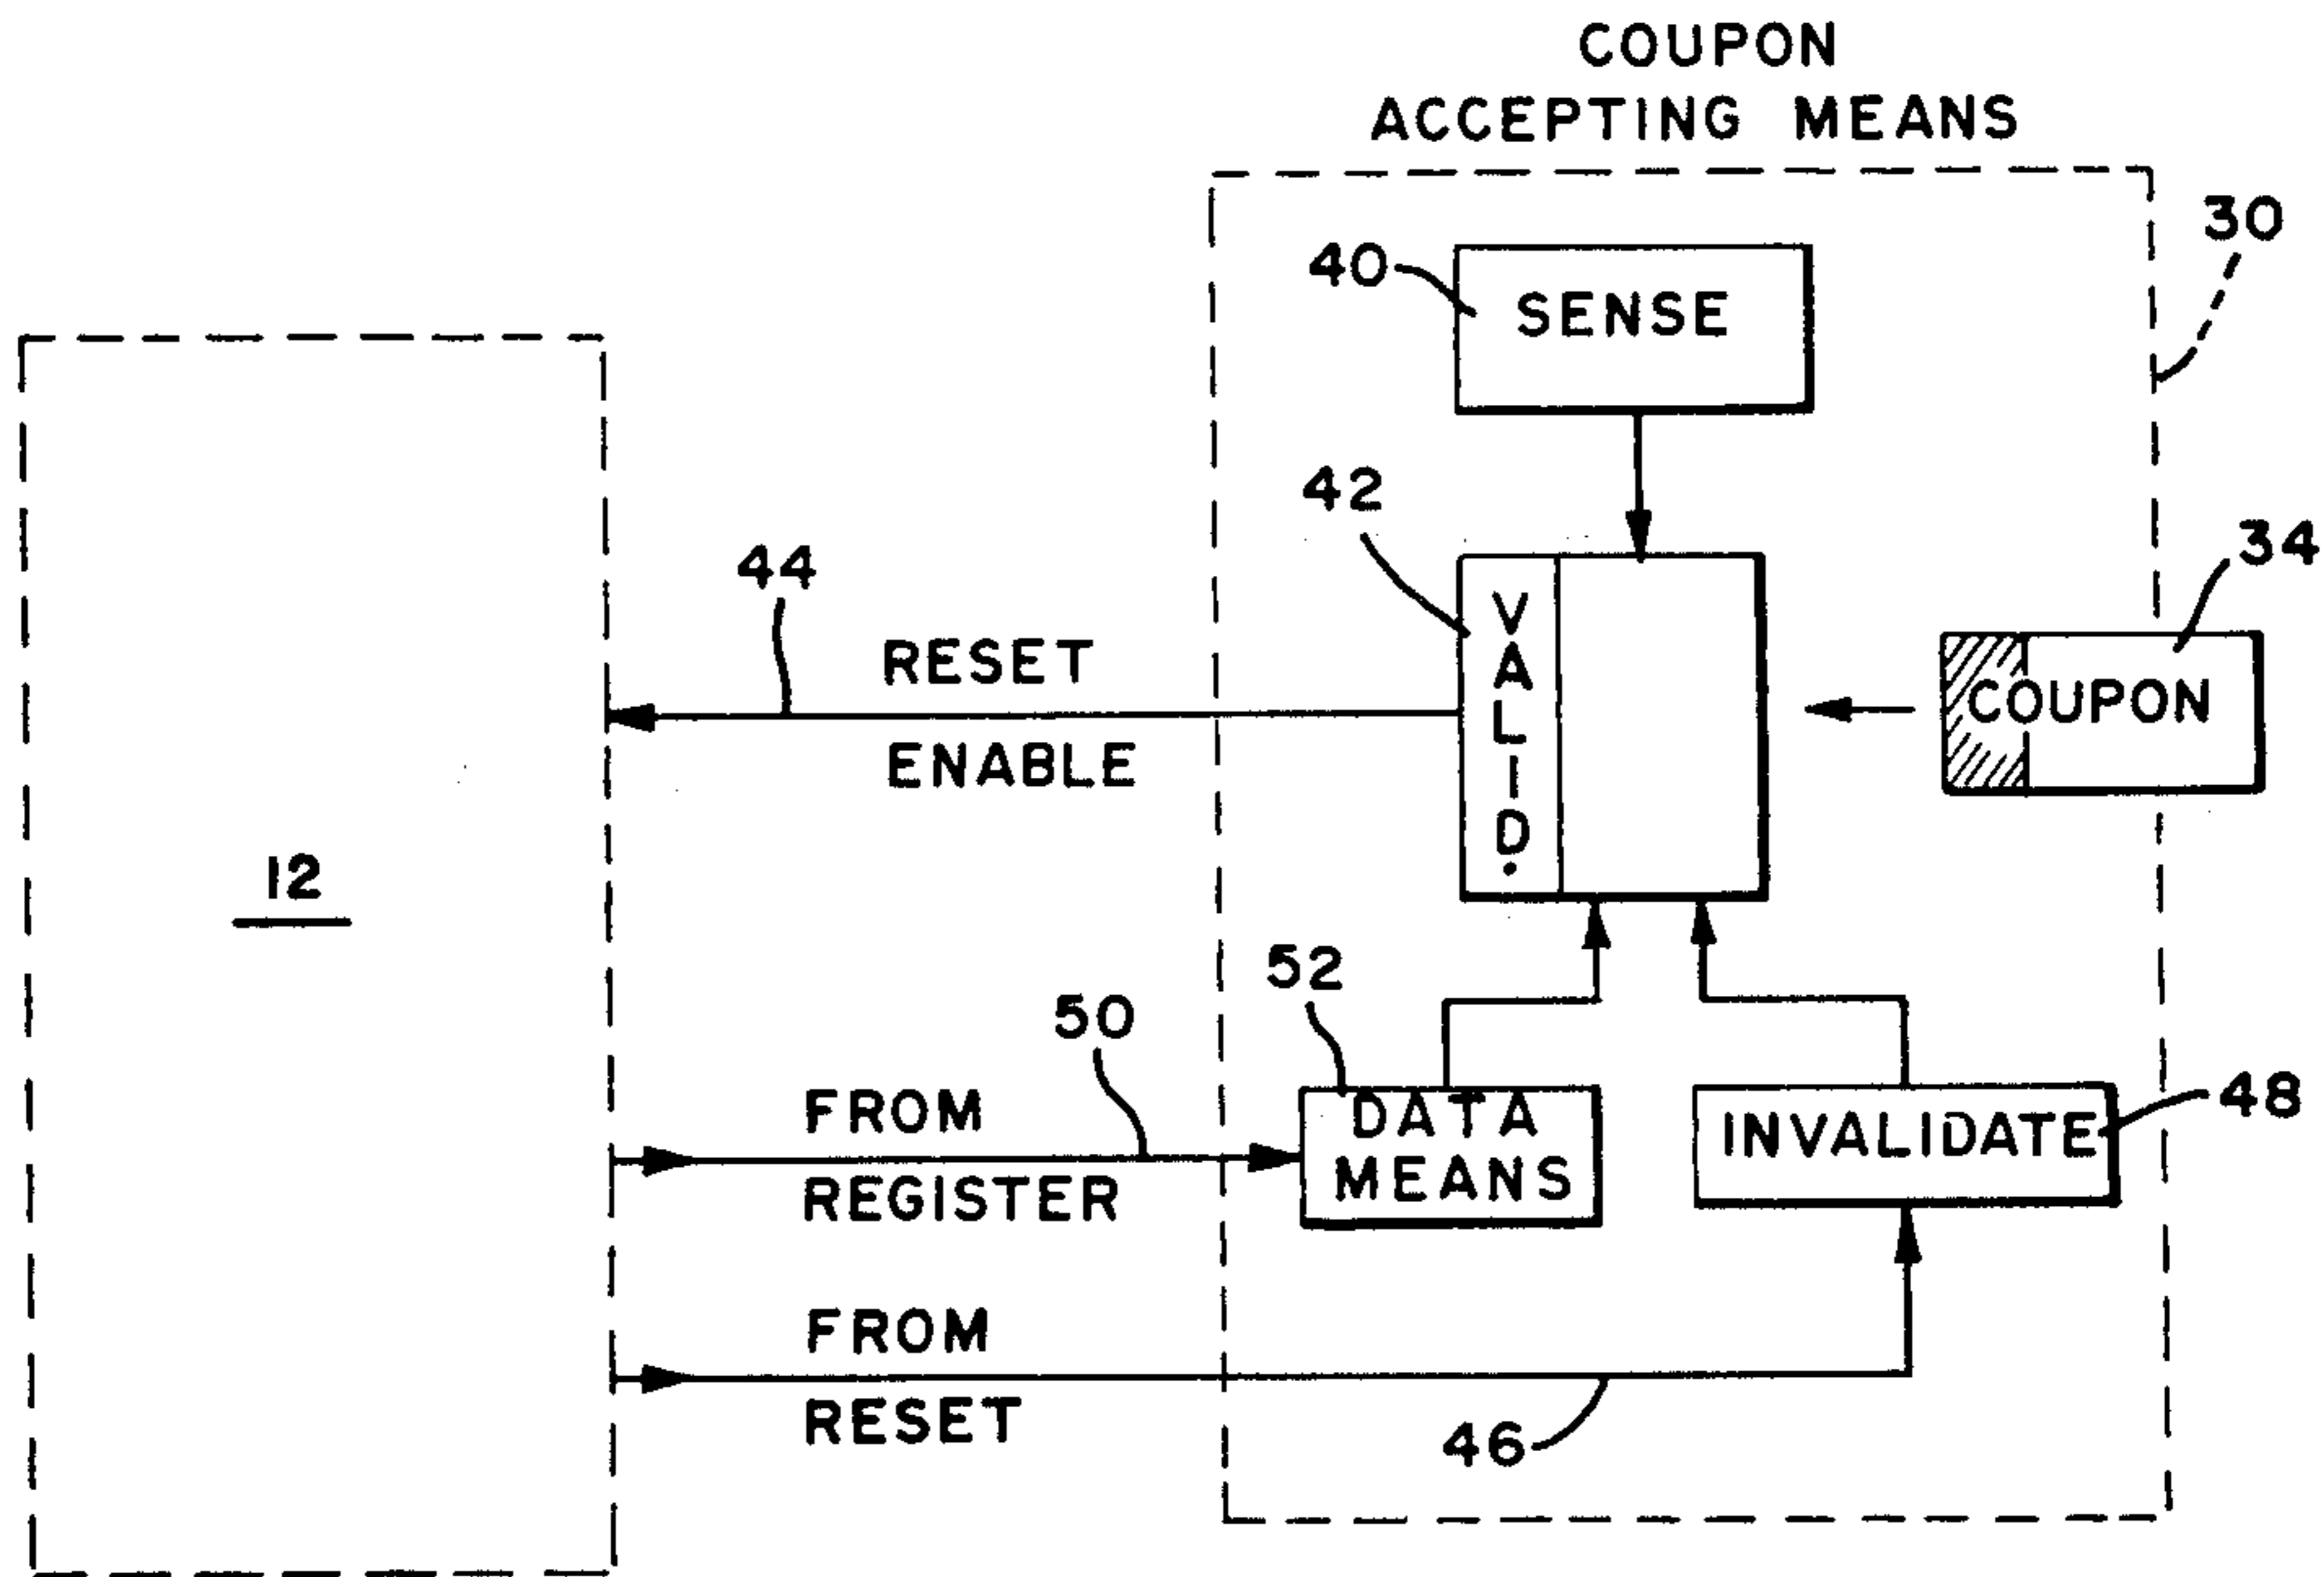 COUPON
ACCEPTING MEANS
30
40
SENSE
42
34
44
VALID.
RESET
COUPON
ENABLE
12
52
50
FROM
DATA
48
INVALIDATE
REGISTER
MEANS
FROM
RESET
46